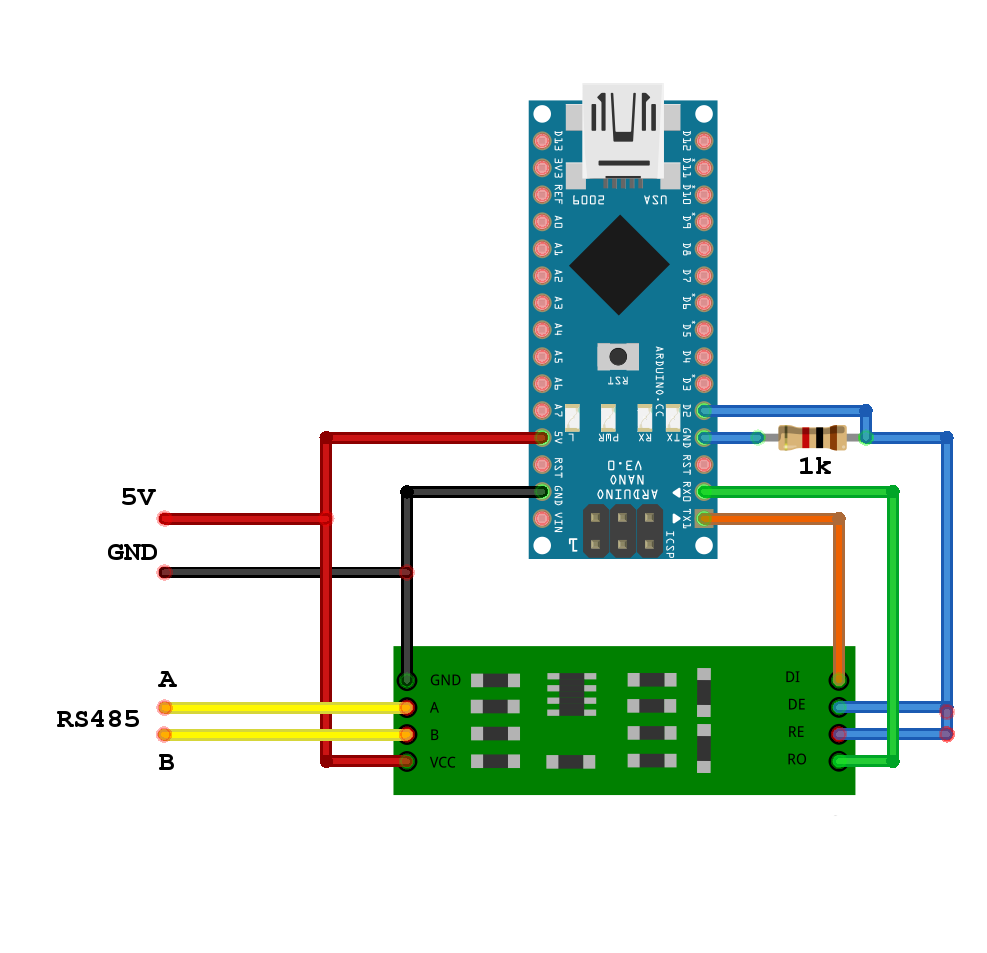 D13
3V3
REF
A0
A1
A2
A3
A4
A5
A6
A7
5V
RST
GND
VIN
D12
D11
D10
D9
D8
D7
D6
D5
D4
D3
D2
GND
RST
RX0
TX1
RST
ARDUINO.CC
L
PWR
RX
TX
ARDUINO
NANO
V3.0
ICSP
1
USA
2009
1k
5V
GND
A
RS485
B
GND
A
B
VCC
DI
DE
RE
RO